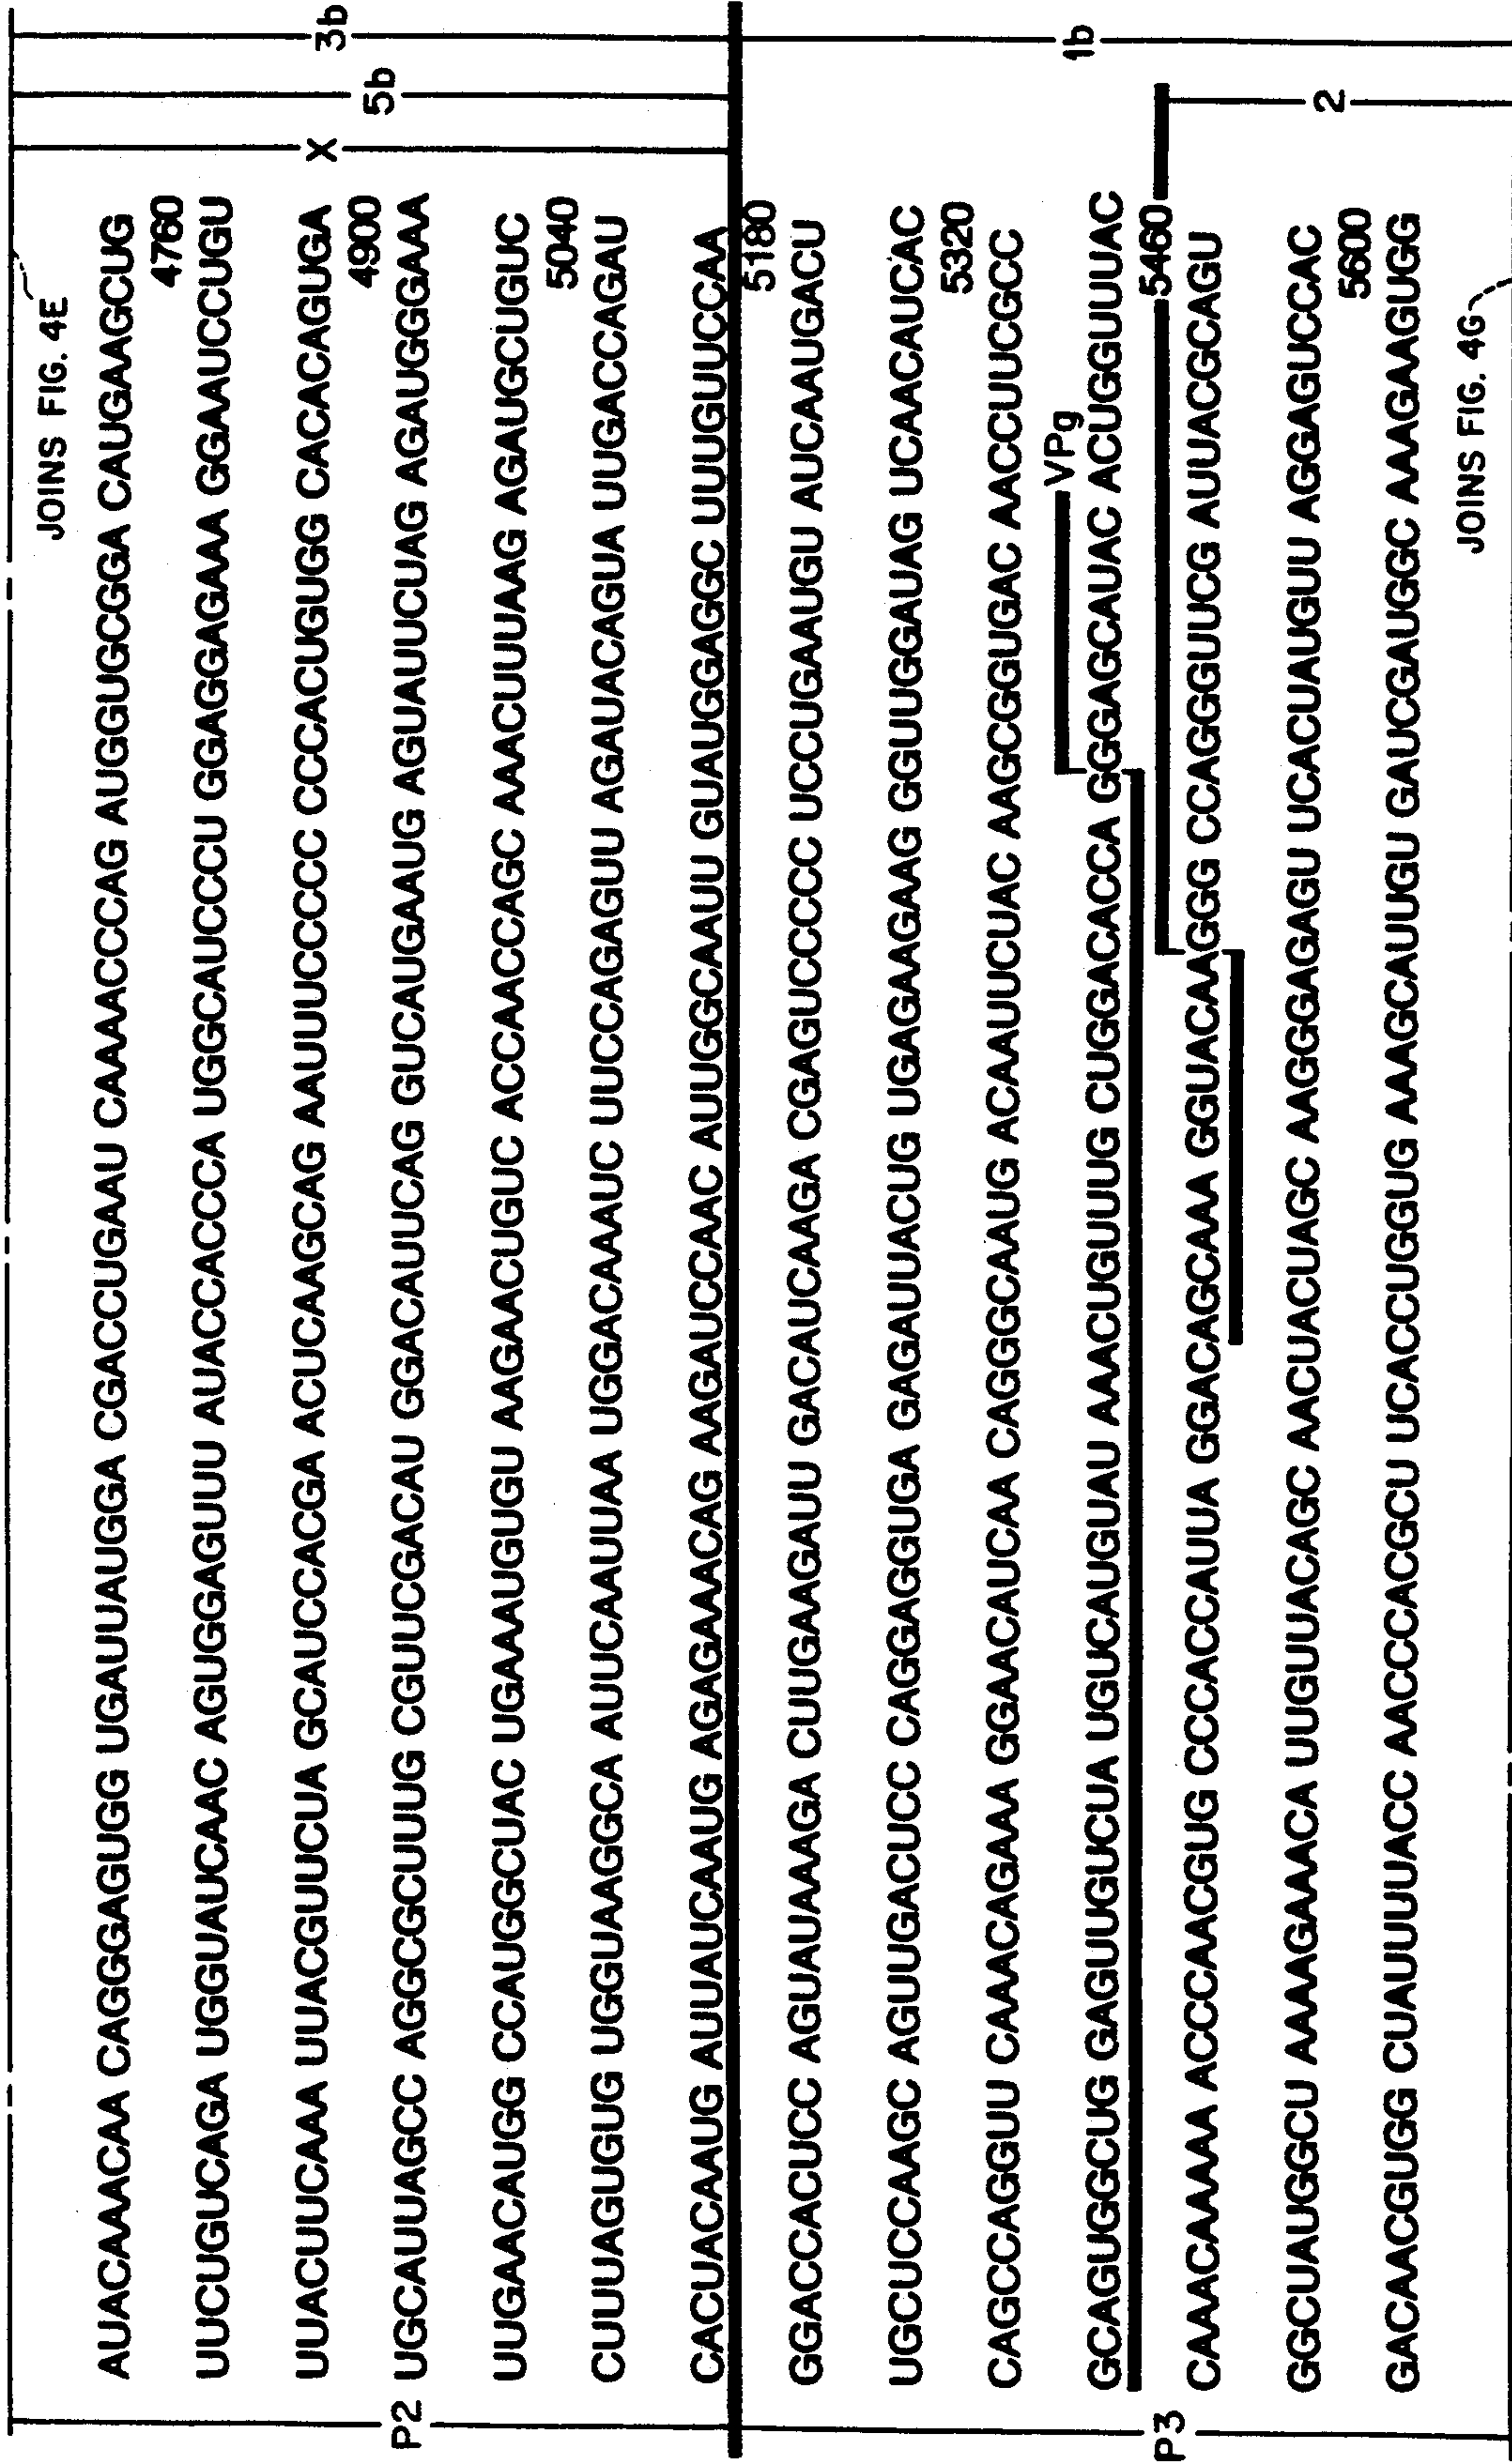 JOINS FIG. 4E
AUACAAACAA CAGGGAGUGG UGAUUAUGGA CGACCUGAAU CAAAACCCAG AUGGUGCGGA CAUGAAGCUG
4760
UUCUGUCAGA UGGUAUCAAC AGUGGAGUUU AUACCACCCA UGGCAUCCCU GGAGGAGAAA GGAAUCCUGU
UUACUUCAAA UUACGUUCUA GCAUCCACGA ACUCAAGCAG AAUUUCCCCC CCCACUGUGG CACACAGUGA
4900
P2
UGCAUUAGCC AGGCGCUUUG CGUUCGACAU GGACAUUCAG GUCAUGAAUG AGUAUUCUAG AGAUGGGAAA
X
5b
3b
UUGAACAUGG CCAUGGCUAC UGAAAUGUGU AAGAACUGUC ACCAACCAGC AAACUUUAAG AGAUGCUGUC
5040
CUUUAGUGUG UGGUAAGGCA AUUCAAUUAA UGGACAAAUC UUCCAGAGUU AGAUACAGUA UUGACCAGAU
CACUACAAUG AUUAUCAAUG AGAGAAACAG AAGAUCCAAC AUUGGCAAUU GUAUGGAGGC UUUGUUCCAA
5180
GGACCACUCC AGUAUAAAGA CUUGAAGAUU GACAUCAAGA CGAGUCCCCC UCCUGAAUGU AUCAAUGACU
UGCUCCAAGC AGUUGACUCC CAGGAGGUGA GAGAUUACUG UGAGAAGAAG GGUUGGAUAG UCAACAUCAC
5320
CAGCCAGGUU CAAACAGAAA GGAACAUCAA CAGGGCAAUG ACAAUUCUAC AAGCGGUGAC AACCUUCGCC
VPg
1b
GCAGUGGCUG GAGUUGUCUA UGUCAUGUAU AAACUGUUUG CUGGACACCA GGGAGCAUAC ACUGGUUUAC
5460
P3
CAAACAAAAA ACCCAACGUG CCCACCAUUA GGACAGCAAA GGUACAAGGG CCAGGGUUCG AUUACGCAGU
2
GGCUAUGGCU AAAAGAAACA UUGUUACAGC AACUACUAGC AAGGGAGAGU UCACUAUGUU AGGAGUCCAC
5600
GACAACGUGG CUAUUUUACC AACCCACGCU UCACCUGGUG AAAGCAUUGU GAUCGAUGGC AAAGAAGUGG
JOINS FIG. 4G